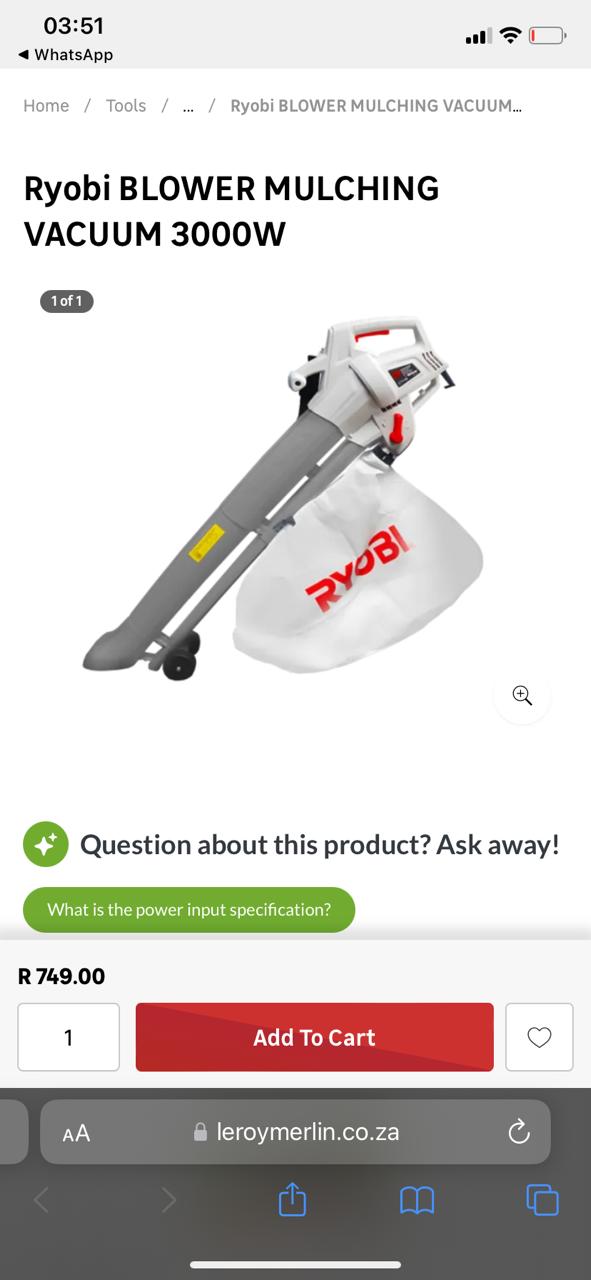 03:51
◀ WhatsApp
Home / Tools / ... / Ryobi BLOWER MULCHING VACUUM...
Ryobi BLOWER MULCHING
VACUUM 3000W
1 of 1
RYOBI
Question about this product? Ask away!
What is the power input specification?
R 749.00
1
Add To Cart
AA
leroymerlin.co.za